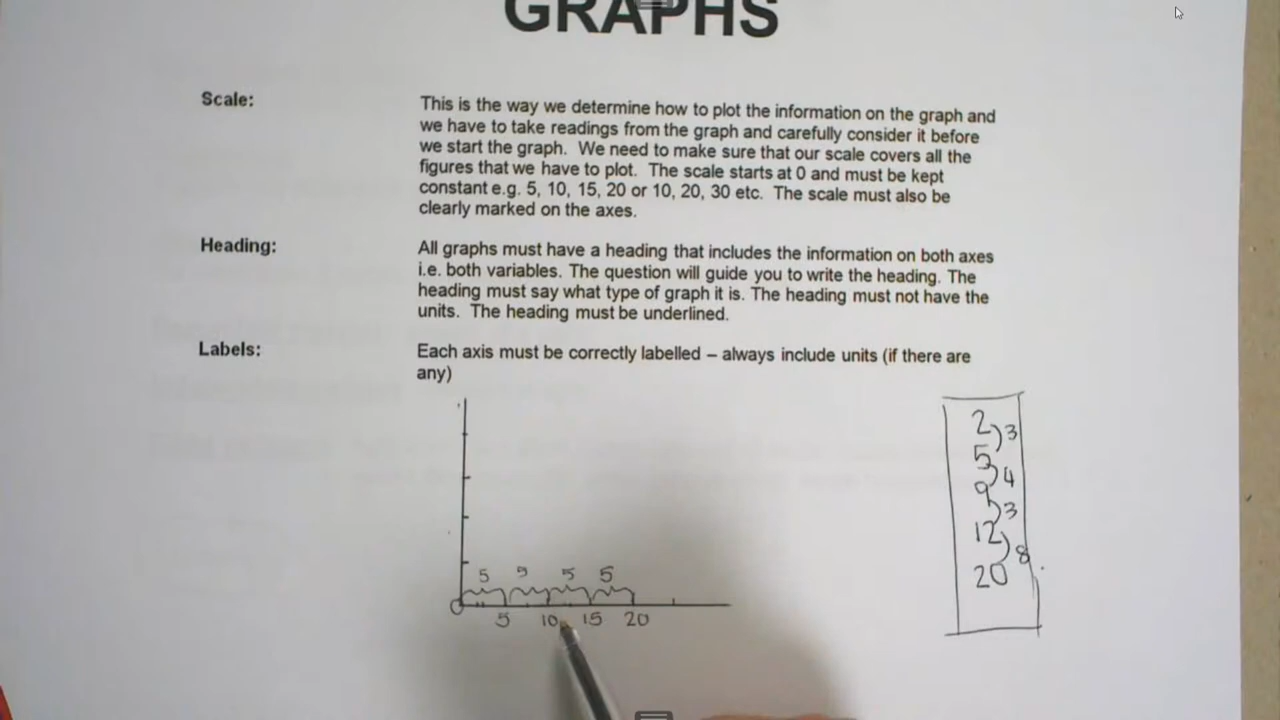 GRAPHS
Scale:
This is the way we determine how to plot the information on the graph and
we have to take readings from the graph and carefully consider it before
we start the graph. We need to make sure that our scale covers all the
figures that we have to plot. The scale starts at 0 and must be kept
constant e.g. 5, 10, 15, 20 or 10, 20, 30 etc. The scale must also be
clearly marked on the axes.
Heading:
All graphs must have a heading that includes the information on both axes
i.e. both variables. The question will guide you to write the heading. The
heading must say what type of graph it is. The heading must not have the
units. The heading must be underlined.
Labels:
Each axis must be correctly labelled – always include units (if there are
any)
5 5 5 5
0 5 10 15 20
2
3
5
4
9
3
12
8
20